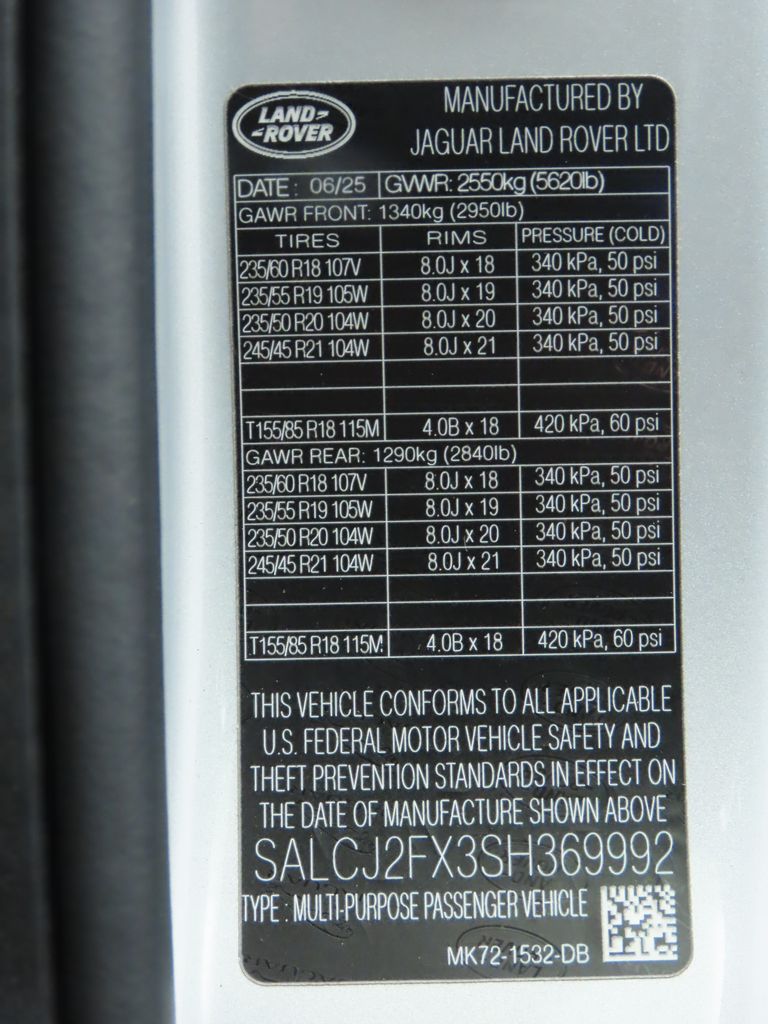 LAND-
-ROVER
MANUFACTURED BY
JAGUAR LAND ROVER LTD
DATE : 06/25 GVWR: 2550kg (5620lb)
GAWR FRONT: 1340kg (2950lb)
TIRES RIMS PRESSURE (COLD)
235/60 R18 107V 8.0J x 18 340 kPa, 50 psi
235/55 R19 105W 8.0J x 19 340 kPa, 50 psi
235/50 R20 104W 8.0J x 20 340 kPa, 50 psi
245/45 R21 104W 8.0J x 21 340 kPa, 50 psi
T155/85 R18 115M 4.0B x 18 420 kPa, 60 psi
GAWR REAR: 1290kg (2840lb)
235/60 R18 107V 8.0J x 18 340 kPa, 50 psi
235/55 R19 105W 8.0J x 19 340 kPa, 50 psi
235/50 R20 104W 8.0J x 20 340 kPa, 50 psi
245/45 R21 104W 8.0J x 21 340 kPa, 50 psi
T155/85 R18 115M 4.0B x 18 420 kPa, 60 psi
THIS VEHICLE CONFORMS TO ALL APPLICABLE
U.S. FEDERAL MOTOR VEHICLE SAFETY AND
THEFT PREVENTION STANDARDS IN EFFECT ON
THE DATE OF MANUFACTURE SHOWN ABOVE
SALCJ2FX3SH369992
TYPE : MULTI-PURPOSE PASSENGER VEHICLE
MK72-1532-DB